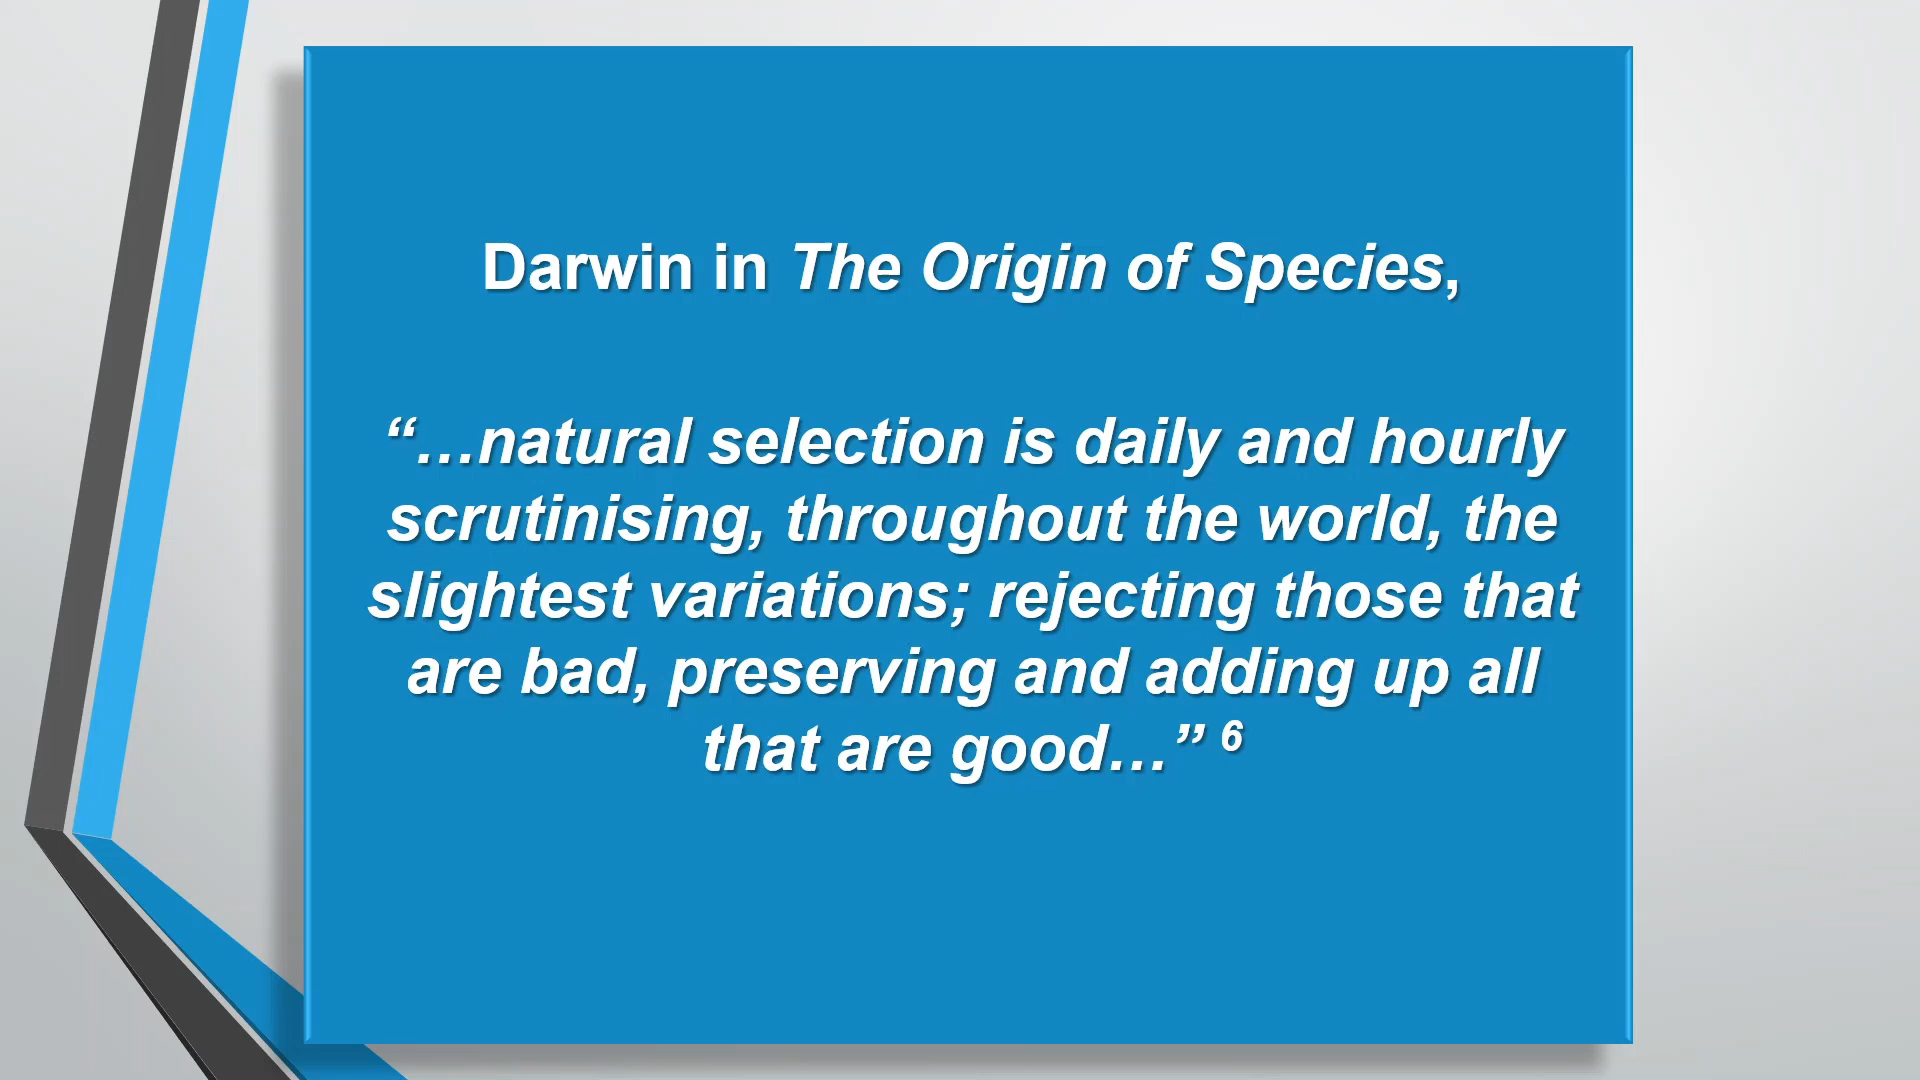 Darwin in The Origin of Species,
“…natural selection is daily and hourly
scrutinising, throughout the world, the
slightest variations; rejecting those that
are bad, preserving and adding up all
that are good…” 6